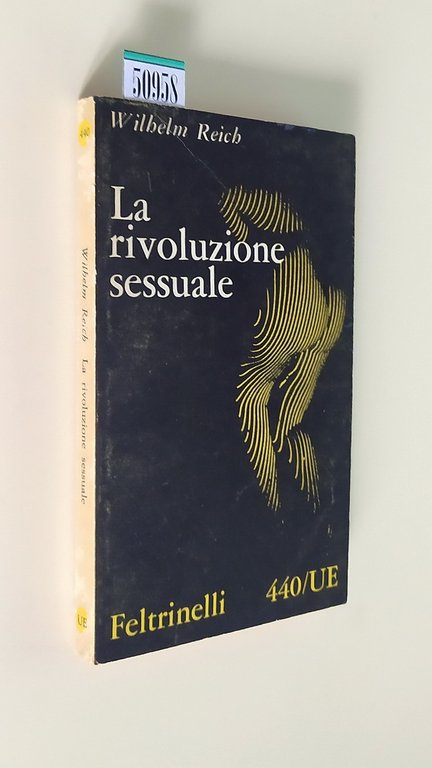 50958
Wilhelm Reich
La
rivoluzione
sessuale
Feltrinelli 440/UE
440
Wilhelm Reich La rivoluzione sessuale
UE